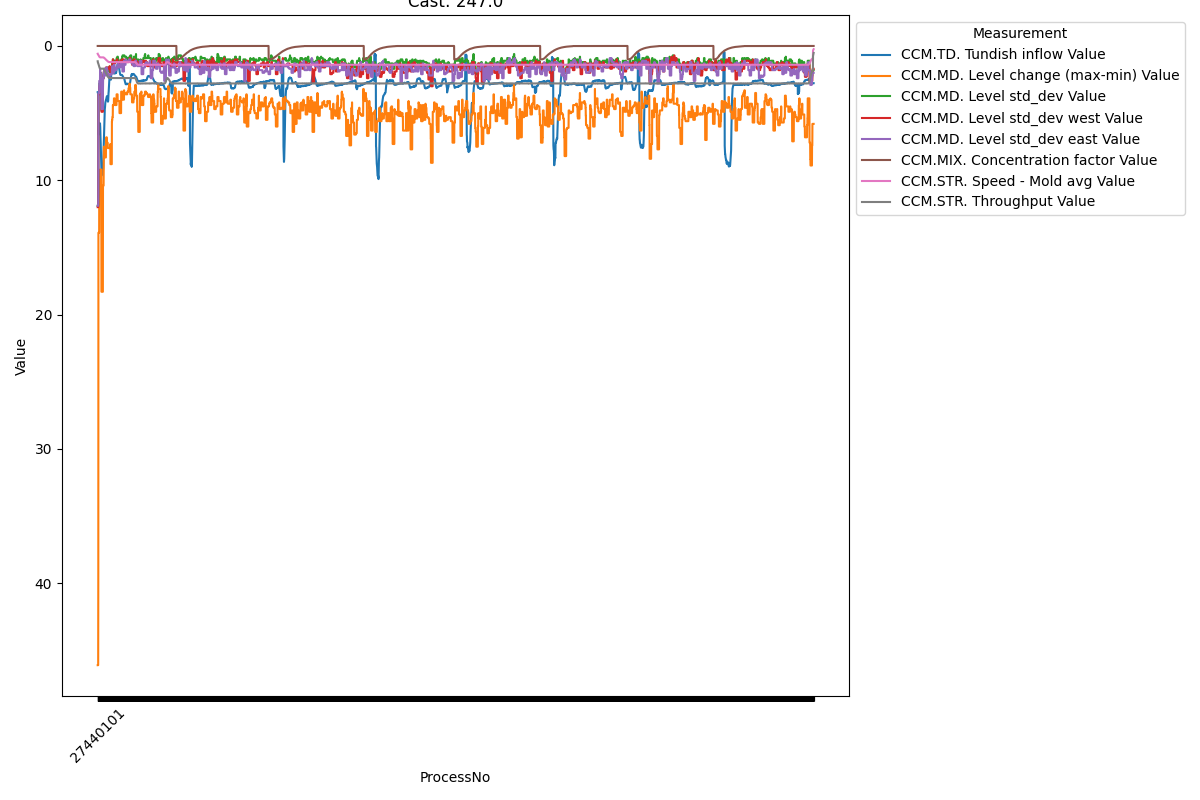 Cast: 247.0
Measurement
CCM.TD. Tundish inflow Value
CCM.MD. Level change (max-min) Value
CCM.MD. Level std_dev Value
CCM.MD. Level std_dev west Value
CCM.MD. Level std_dev east Value
CCM.MIX. Concentration factor Value
CCM.STR. Speed - Mold avg Value
CCM.STR. Throughput Value
0
10
20
30
40
Value
27440101
ProcessNo